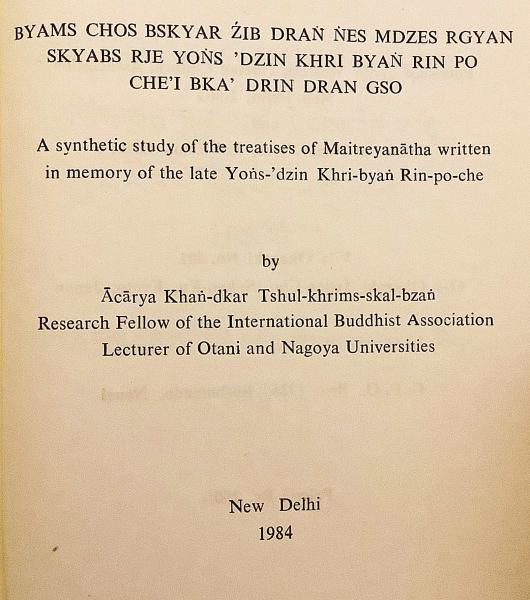 BYAMS CHOS BSKYAR ŹIB DRAṄ ṄES MDZES RGYAN
SKYABS RJE YOṄS 'DZIN KHRI BYAṄ RIN PO
CHE'I BKA' DRIN DRAN GSO
A synthetic study of the treatises of Maitreyanātha written
in memory of the late Yoṅs-'dzin Khri-byaṅ Rin-po-che
by
Ācārya Khaṅ-dkar Tshul-khrims-skal-bzaṅ
Research Fellow of the International Buddhist Association
Lecturer of Otani and Nagoya Universities
New Delhi
1984